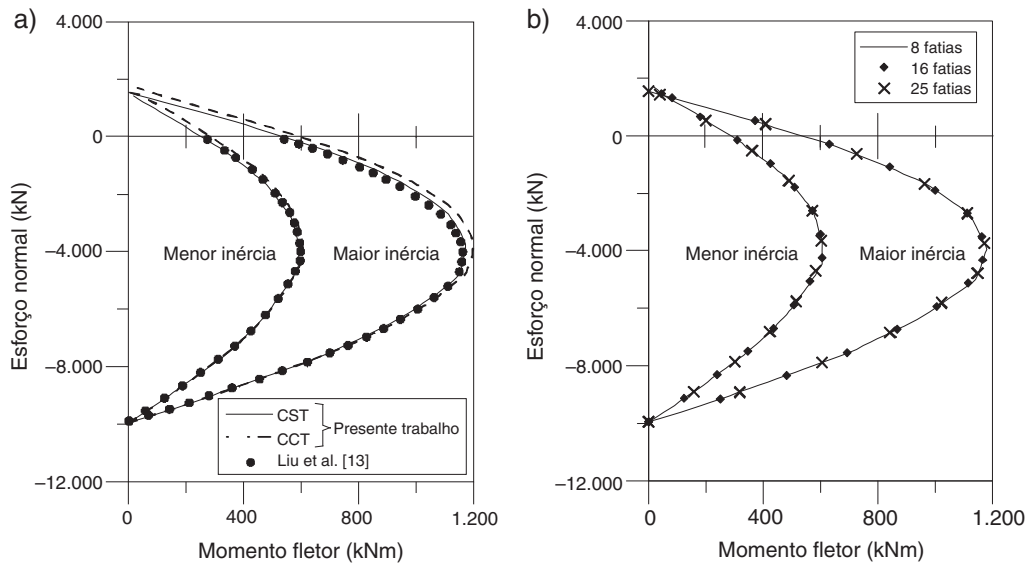 a)
4.000
0
−4.000
−8.000
−12.000
Esforço normal (kN)
Menor inércia
Maior inércia
CST
CCT
Presente trabalho
Liu et al. [13]
0
400
800
1.200
Momento fletor (kNm)
b)
4.000
0
−4.000
−8.000
−12.000
Esforço normal (kN)
8 fatias
16 fatias
25 fatias
Menor inércia
Maior inércia
0
400
800
1.200
Momento fletor (kNm)